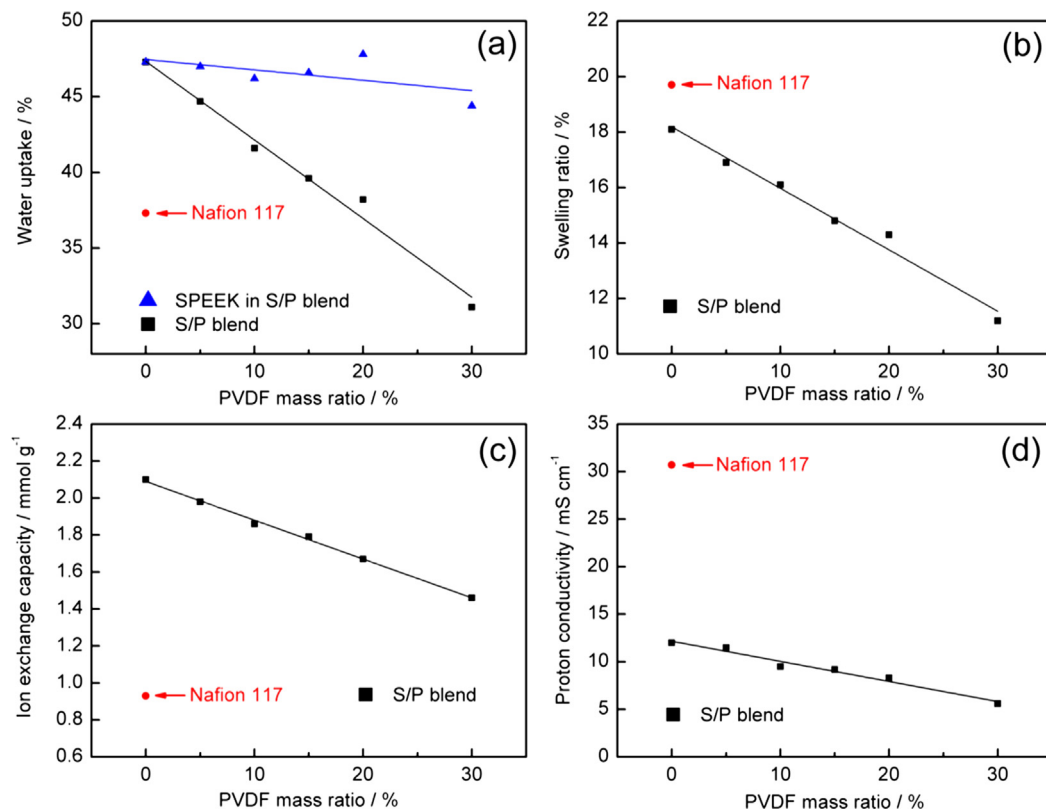 (a)
50
45
40
35
30
Water uptake / %
Nafion 117
SPEEK in S/P blend
S/P blend
0 10 20 30
PVDF mass ratio / %
(b)
22
20
18
16
14
12
10
Swelling ratio / %
Nafion 117
S/P blend
0 10 20 30
PVDF mass ratio / %
(c)
2.4
2.2
2.0
1.8
1.6
1.4
1.2
1.0
0.8
0.6
Ion exchange capacity / mmol g⁻¹
Nafion 117
S/P blend
0 10 20 30
PVDF mass ratio / %
(d)
35
30
25
20
15
10
5
0
Proton conductivity / mS cm⁻¹
Nafion 117
S/P blend
0 10 20 30
PVDF mass ratio / %